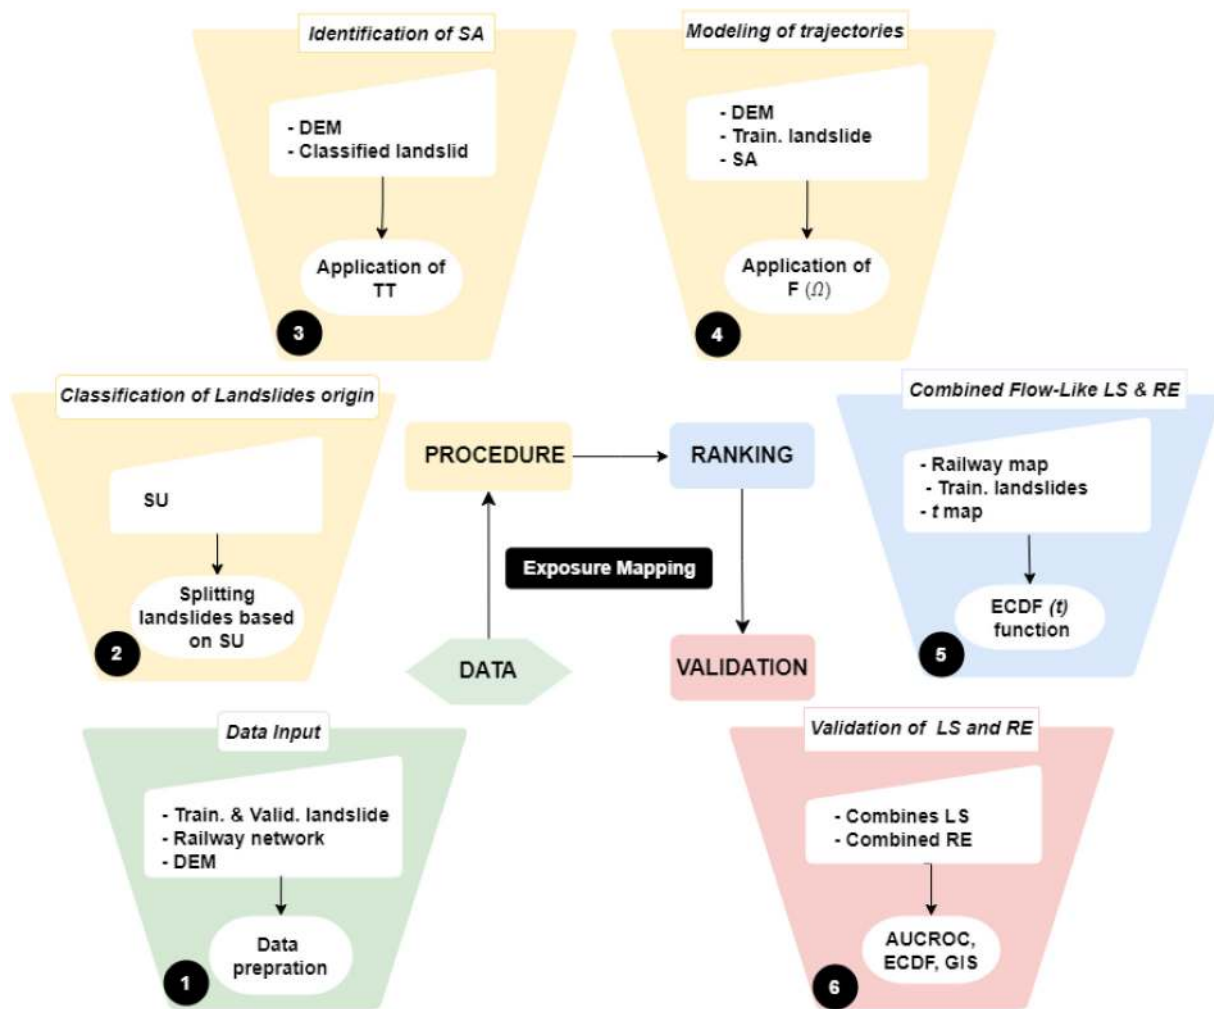 Identification of SA
- DEM
- Classified landslid
Application of
TT
3
Modeling of trajectories
- DEM
- Train. landslide
- SA
Application of
F (Ω)
4
Classification of Landslides origin
SU
Splitting
landslides based
on SU
2
PROCEDURE
RANKING
Exposure Mapping
DATA
VALIDATION
Combined Flow-Like LS & RE
- Railway map
- Train. landslides
- t map
ECDF (t)
function
5
Data Input
- Train. & Valid. landslide
- Railway network
- DEM
Data
prepration
1
Validation of LS and RE
- Combines LS
- Combined RE
AUCROC,
ECDF, GIS
6